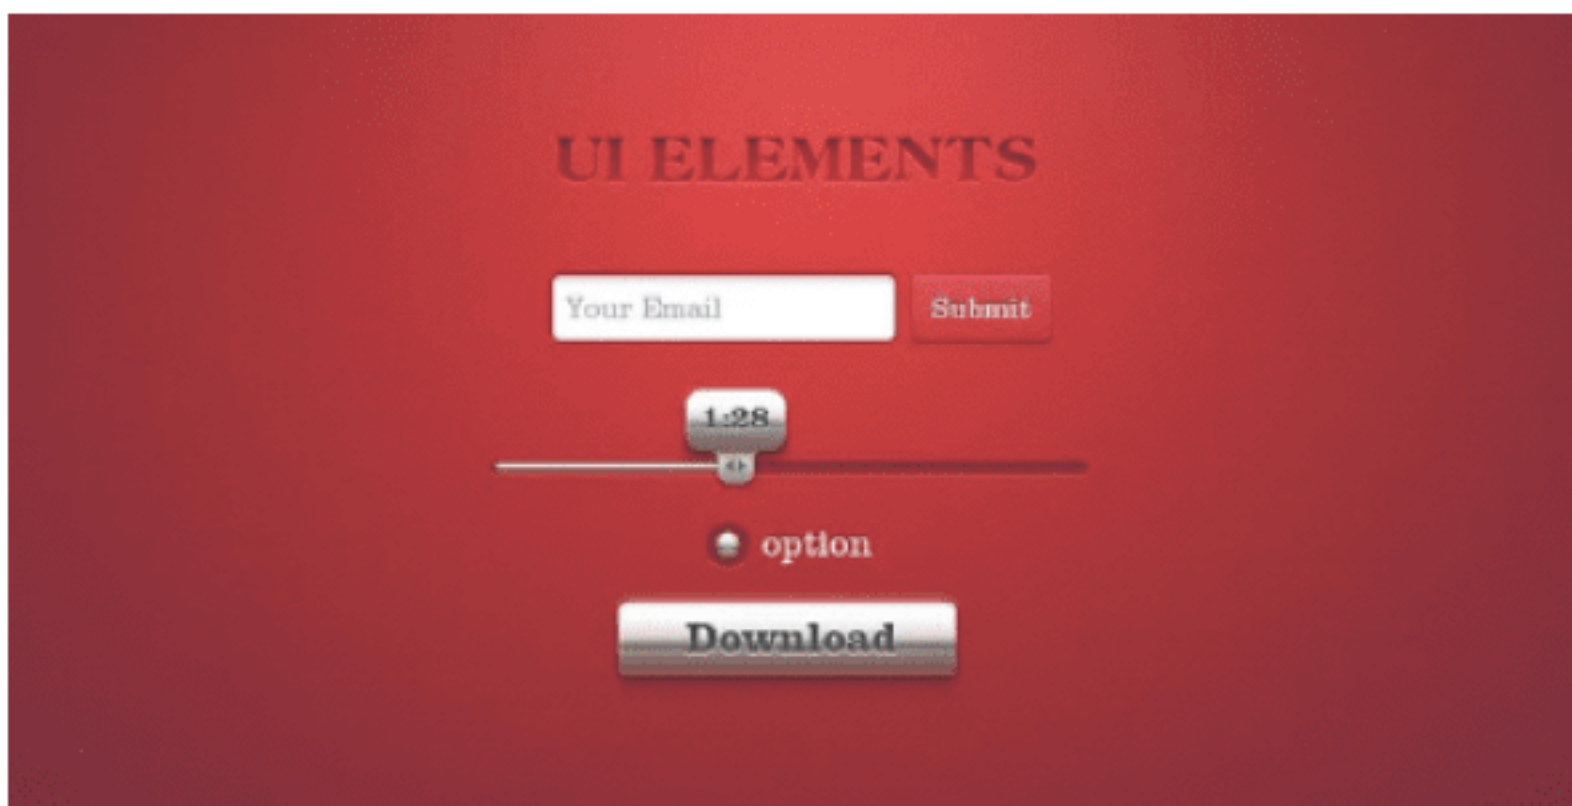 UI ELEMENTS
Your Email
Submit
1:28
option
Download